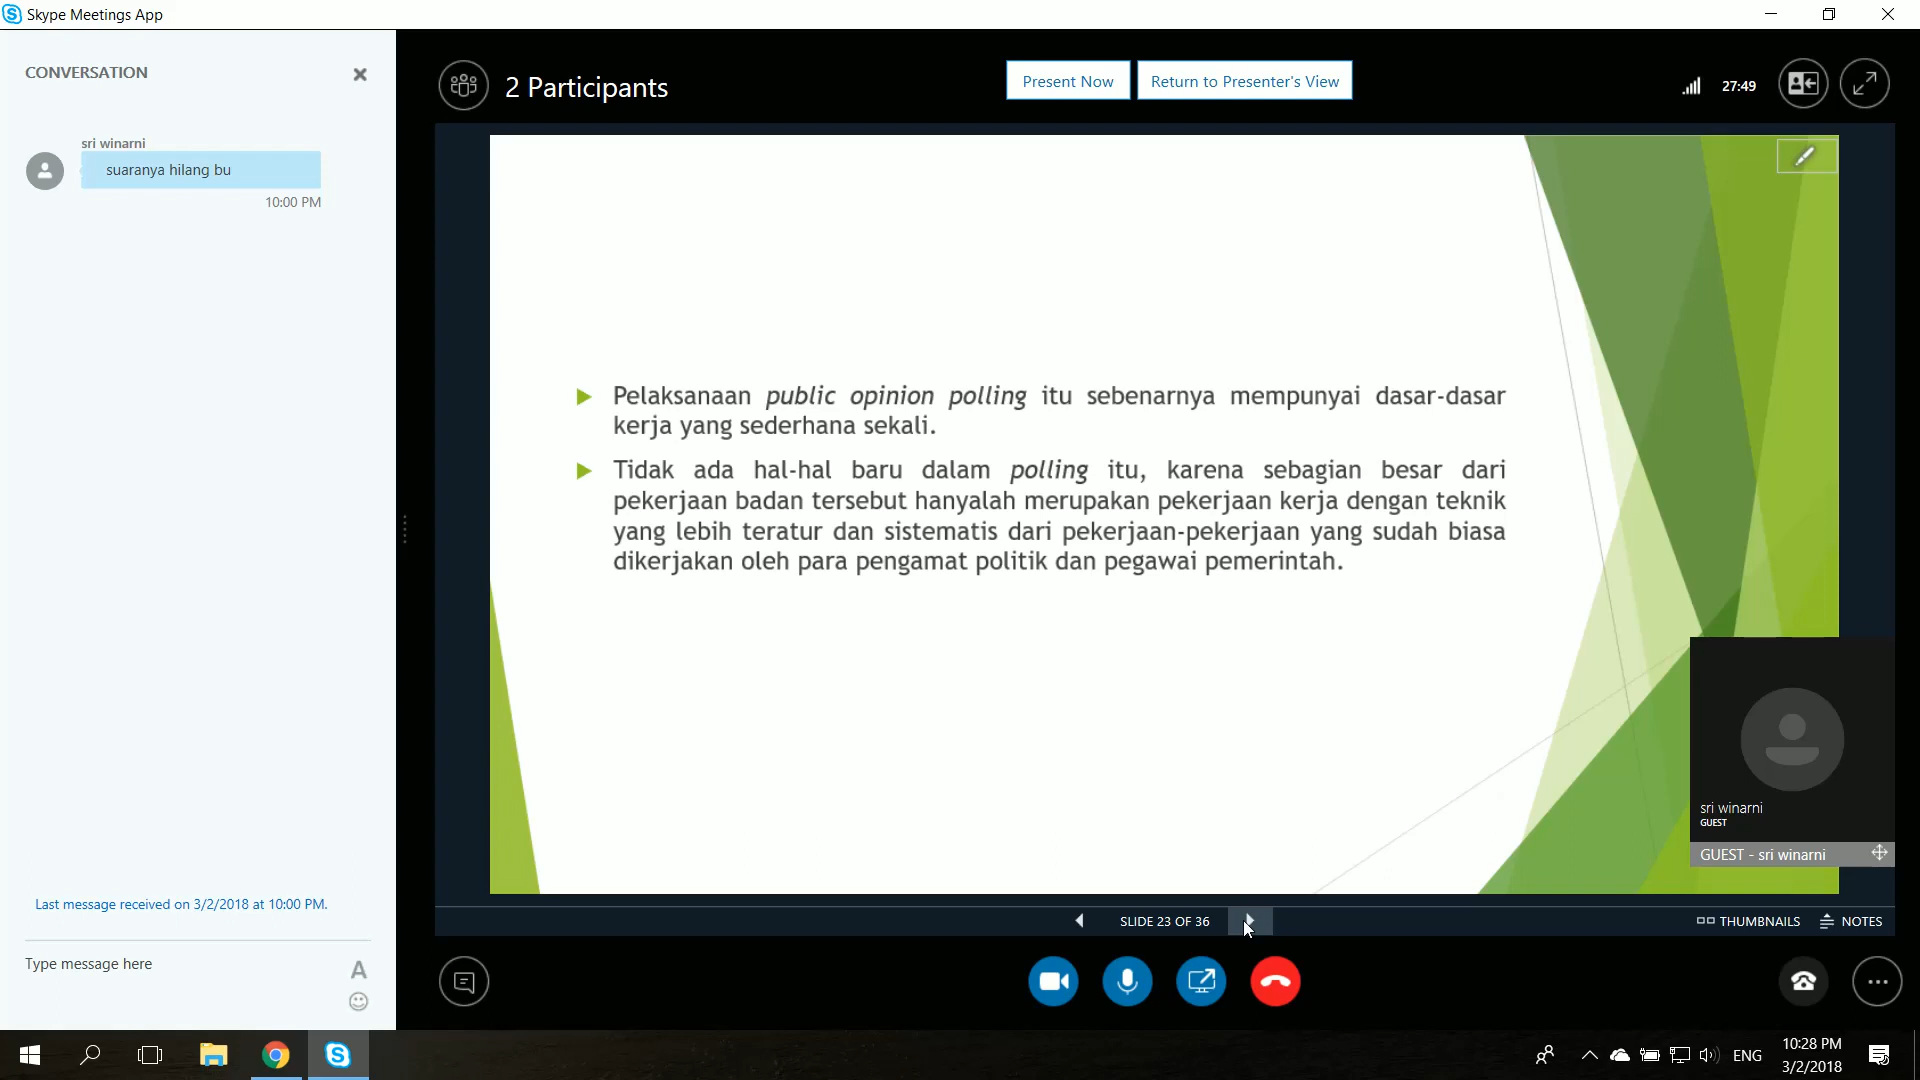 Skype Meetings App
CONVERSATION
sri winarni
suaranya hilang bu
10:00 PM
Last message received on 3/2/2018 at 10:00 PM.
Type message here
A
2 Participants
Present Now
Return to Presenter's View
27:49
Pelaksanaan public opinion polling itu sebenarnya mempunyai dasar-dasar
kerja yang sederhana sekali.
Tidak ada hal-hal baru dalam polling itu, karena sebagian besar dari
pekerjaan badan tersebut hanyalah merupakan pekerjaan kerja dengan teknik
yang lebih teratur dan sistematis dari pekerjaan-pekerjaan yang sudah biasa
dikerjakan oleh para pengamat politik dan pegawai pemerintah.
sri winarni
GUEST
GUEST - sri winarni
SLIDE 23 OF 36
THUMBNAILS
NOTES
ENG
10:28 PM
3/2/2018